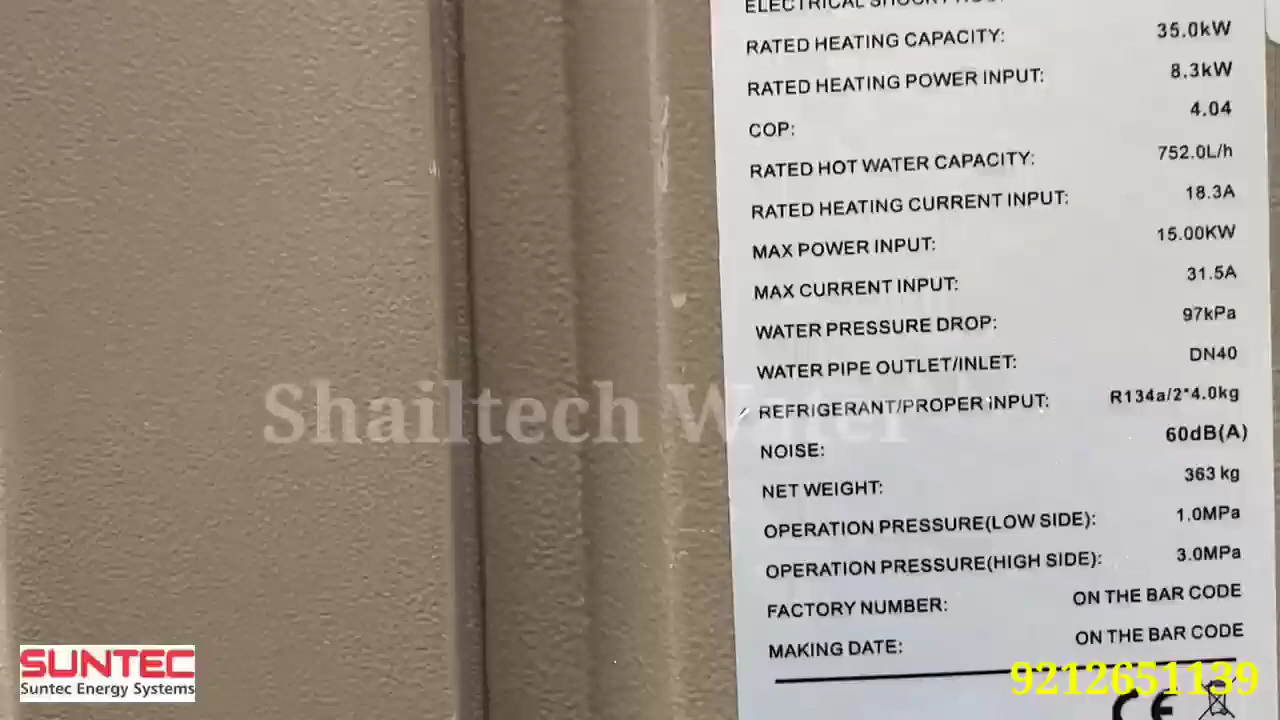 RATED HEATING CAPACITY: 35.0kW
RATED HEATING POWER INPUT: 8.3kW
COP: 4.04
RATED HOT WATER CAPACITY: 752.0L/h
RATED HEATING CURRENT INPUT: 18.3A
MAX POWER INPUT: 15.00KW
MAX CURRENT INPUT: 31.5A
WATER PRESSURE DROP: 97kPa
WATER PIPE OUTLET/INLET: DN40
REFRIGERANT/PROPER INPUT: R134a/2*4.0kg
NOISE: 60dB(A)
NET WEIGHT: 363 kg
OPERATION PRESSURE(LOW SIDE): 1.0MPa
OPERATION PRESSURE(HIGH SIDE): 3.0MPa
FACTORY NUMBER: ON THE BAR CODE
MAKING DATE: ON THE BAR CODE
CE
Shailtech Water
SUNTEC
Suntec Energy Systems
9212651139